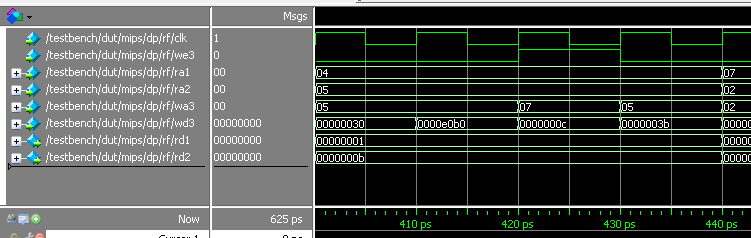 Msgs
/testbench/dut/mips/dp/rf/clk 1
/testbench/dut/mips/dp/rf/we3 0
/testbench/dut/mips/dp/rf/ra1 00 04 07
/testbench/dut/mips/dp/rf/ra2 00 05 02
/testbench/dut/mips/dp/rf/wa3 00 05 07 05 02
/testbench/dut/mips/dp/rf/wd3 00000000 00000030 0000e0b0 0000000c 0000003b 00000
/testbench/dut/mips/dp/rf/rd1 00000000 00000001 00000
/testbench/dut/mips/dp/rf/rd2 00000000 0000000b 00000
Now 625 ps 410 ps 420 ps 430 ps 440 ps
Cursor 1 0 ps